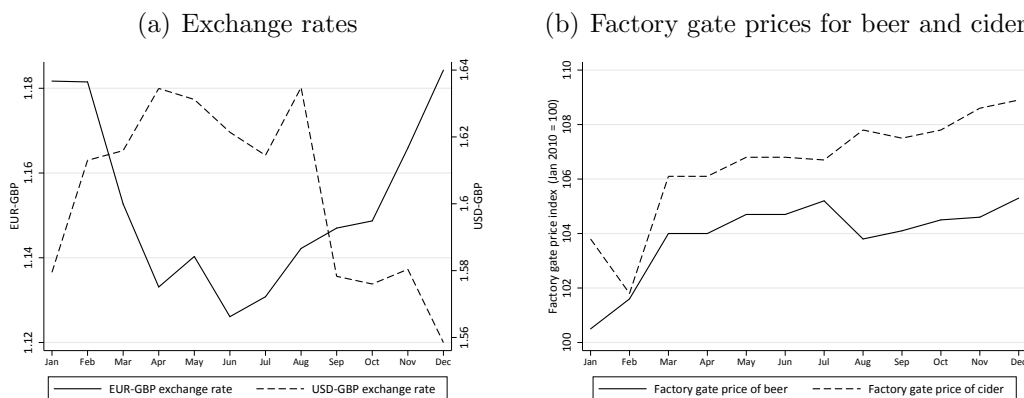 (a) Exchange rates
EUR-GBP
1.12 1.14 1.16 1.18
1.56 1.58 1.6 1.62 1.64
USD-GBP
Jan Feb Mar Apr May Jun Jul Aug Sep Oct Nov Dec
EUR-GBP exchange rate USD-GBP exchange rate
(b) Factory gate prices for beer and cider
Factory gate price index (Jan 2010 = 100)
100 102 104 106 108 110
Jan Feb Mar Apr May Jun Jul Aug Sep Oct Nov Dec
Factory gate price of beer Factory gate price of cider